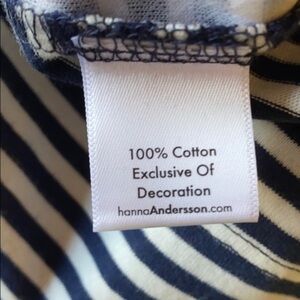 100% Cotton
Exclusive Of
Decoration
hannaAndersson.com